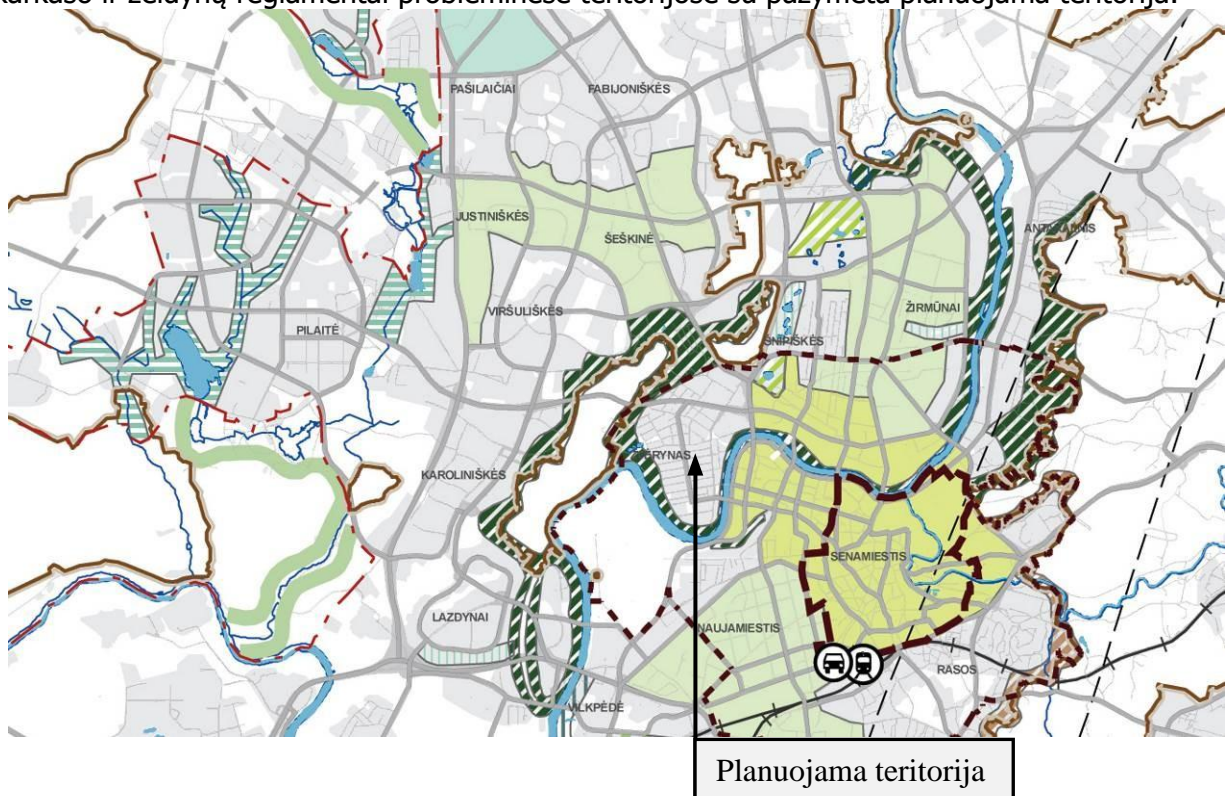 karkaso ir želdynų reglamentai probleminėse teritorijose su pažymėta planuojama teritorija.
PAŠILAIČIAI
FABIJONIŠKĖS
JUSTINIŠKĖS
ŠEŠKINĖ
ANTAKALNIS
VIRŠULIŠKĖS
ŽIRMŪNAI
PILAITĖ
ŠNIPIŠKĖS
ŽVĖRYNAS
KAROLINIŠKĖS
SENAMIESTIS
LAZDYNAI
NAUJAMIESTIS
RASOS
VILKPĖDĖ
Planuojama teritorija